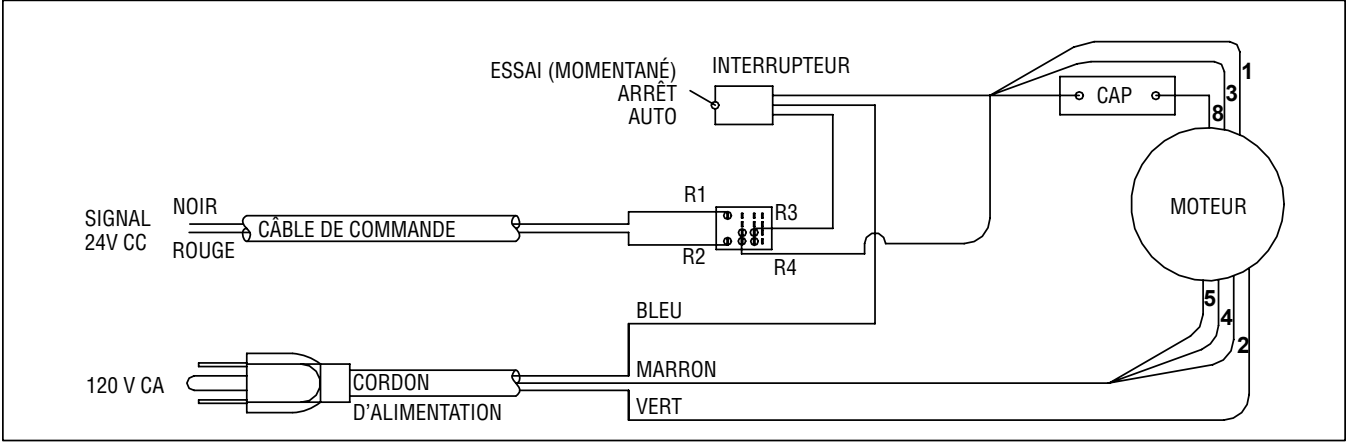 ESSAI (MOMENTANÉ)
ARRÊT
AUTO
INTERRUPTEUR
1
3
CAP
8
MOTEUR
R1
R3
SIGNAL
24V CC
NOIR
ROUGE
CÂBLE DE COMMANDE
R2
R4
5
4
2
BLEU
MARRON
VERT
120 V CA
CORDON
D'ALIMENTATION